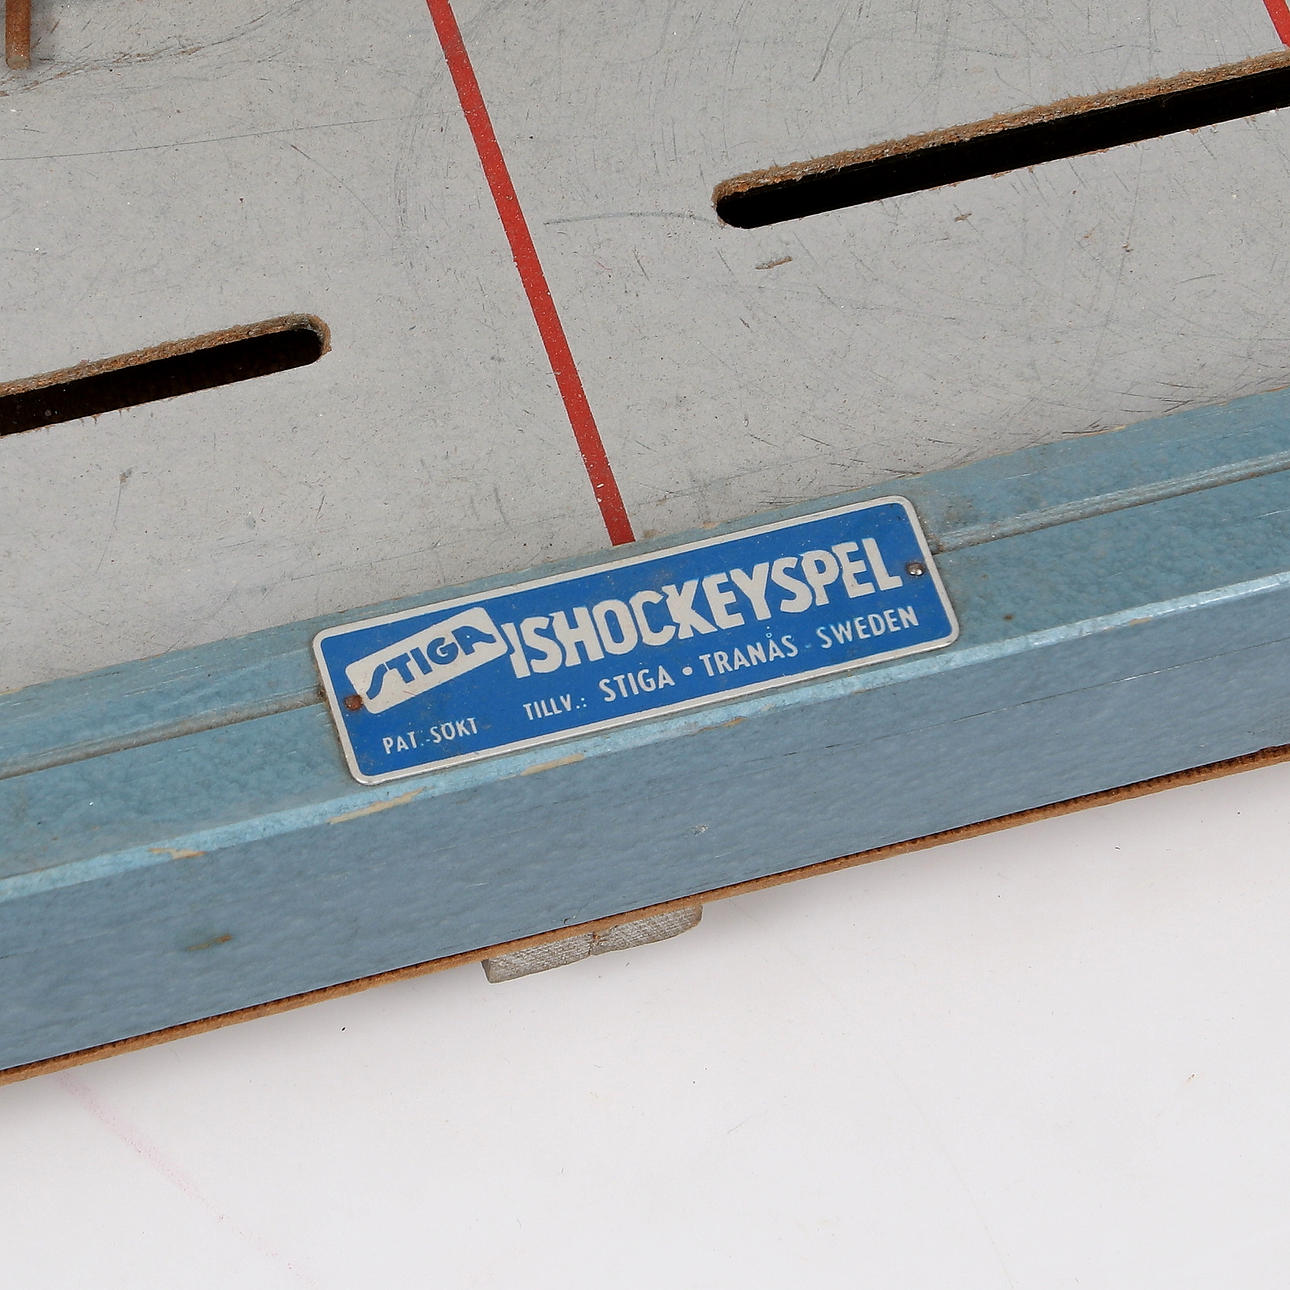 STIGA ISHOCKEYSPEL
PAT. SÖKT TILLV.: STIGA • TRANÅS SWEDEN